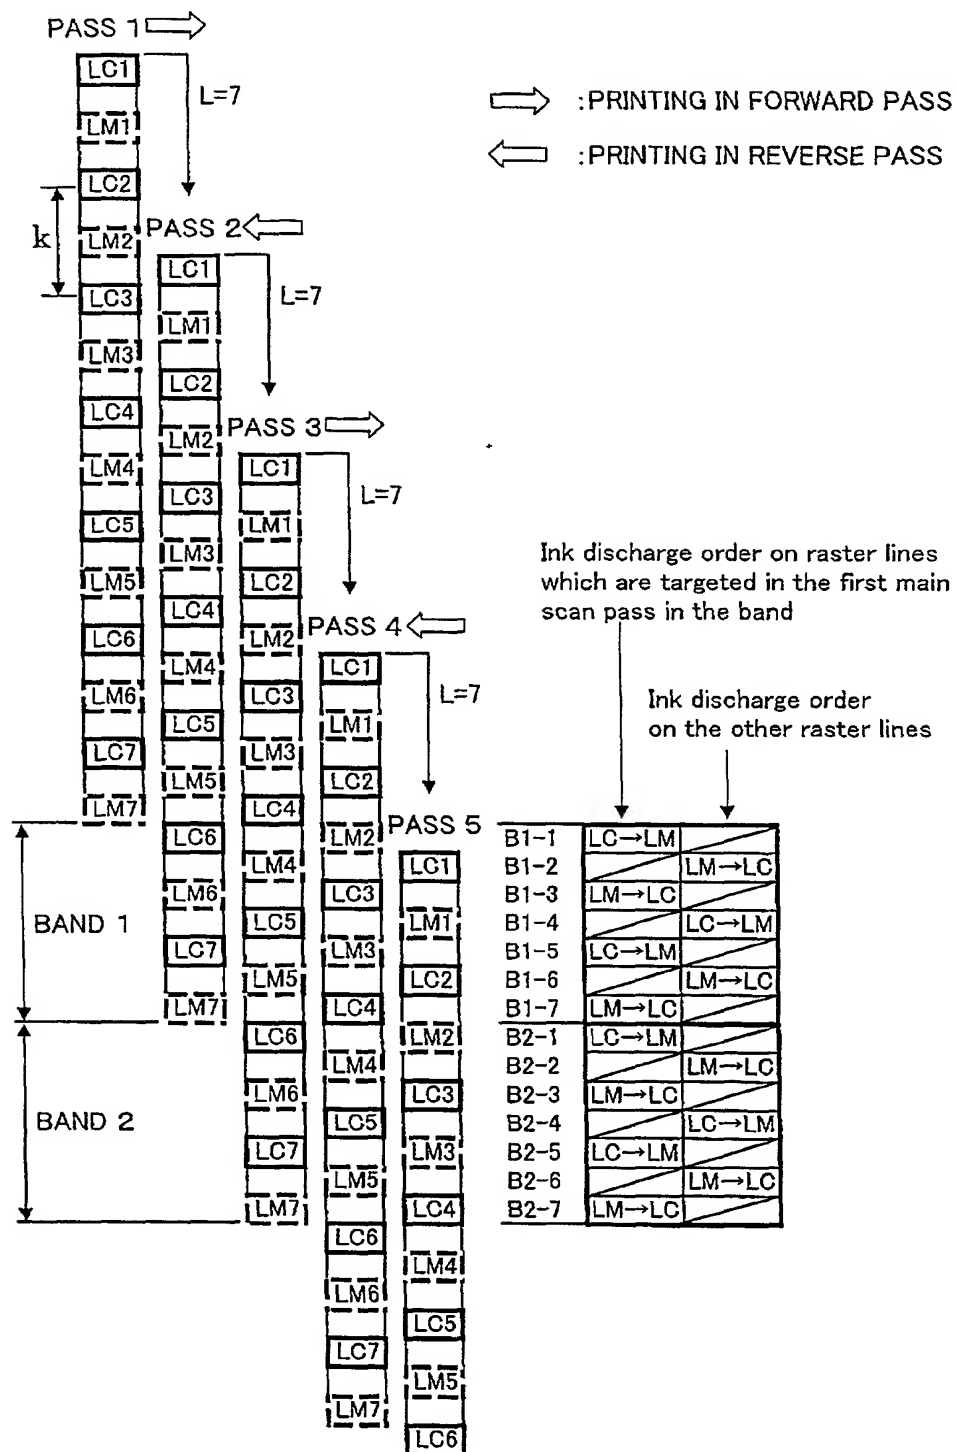 PASS 1
LC1
L=7
:PRINTING IN FORWARD PASS
LM1
:PRINTING IN REVERSE PASS
LC2
PASS 2
k
LM2
LC1
LC3
L=7
LM1
LM3
LC2
LC4
PASS 3
LM2
LM4
LC1
LC3
L=7
LC5
LM1
LM3
Ink discharge order on raster lines
which are targeted in the first main
scan pass in the band
LM5
LC2
LC4
LC6
PASS 4
LM2
LM4
LC1
LM6
LC3
L=7
Ink discharge order
on the other raster lines
LC5
LM1
LC7
LM3
LM5
LC2
LM7
LC4
PASS 5
LC6
LM2
B1-1 LC→LM
LM4
LC1
B1-2 LM→LC
LM6
LC3
B1-3 LM→LC
BAND 1
LC5
LM1
B1-4 LC→LM
LC7
LM3
B1-5 LC→LM
LM5
LC2
B1-6 LM→LC
LM7
LC4
B1-7 LM→LC
LC6
LM2
B2-1 LC→LM
LM4
B2-2 LM→LC
LM6
LC3
B2-3 LM→LC
BAND 2
LC5
B2-4 LC→LM
LC7
LM3
B2-5 LC→LM
LM5
B2-6 LM→LC
LM7
LC4
B2-7 LM→LC
LC6
LM4
LM6
LC5
LC7
LM5
LM7
LC6